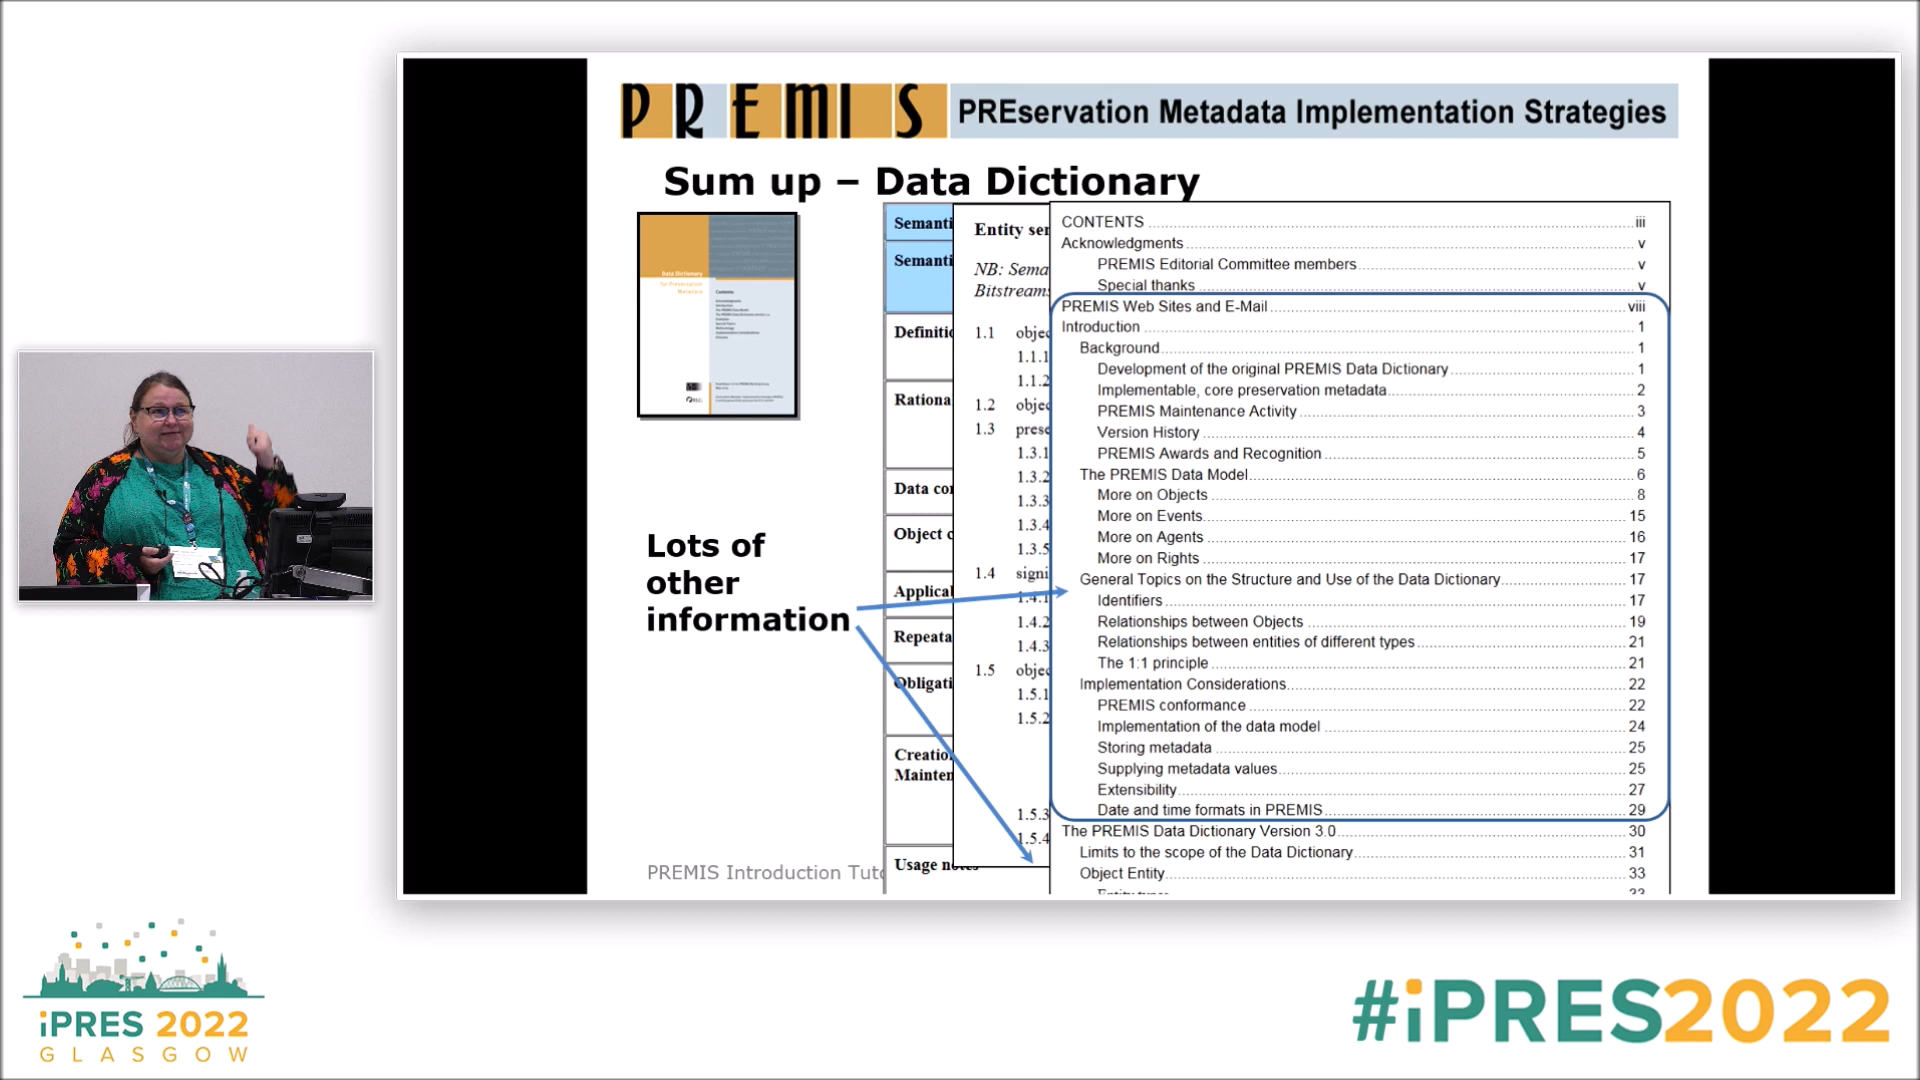 PREMIS PREservation Metadata Implementation Strategies
Sum up – Data Dictionary
Data Dictionary
for Preservation
Metadata
Contents
Lots of
other
information
PREMIS Introduction Tuto
Semanti
Semanti
Definitio
Rationa
Data con
Object c
Applical
Repeata
Obligati
Creatio
Mainten
Usage notes
Entity ser
NB: Sema
Bitstreams
1.1 objec
1.1.1
1.1.2
1.2 objec
1.3 prese
1.3.1
1.3.2
1.3.3
1.3.4
1.3.5
1.4 signi
1.4.1
1.4.2
1.4.3
1.5 objec
1.5.1
1.5.2
1.5.3
1.5.4
CONTENTS iii
Acknowledgments v
PREMIS Editorial Committee members v
Special thanks v
PREMIS Web Sites and E-Mail viii
Introduction 1
Background 1
Development of the original PREMIS Data Dictionary 1
Implementable, core preservation metadata 2
PREMIS Maintenance Activity 3
Version History 4
PREMIS Awards and Recognition 5
The PREMIS Data Model 6
More on Objects 8
More on Events 15
More on Agents 16
More on Rights 17
General Topics on the Structure and Use of the Data Dictionary 17
Identifiers 17
Relationships between Objects 19
Relationships between entities of different types 21
The 1:1 principle 21
Implementation Considerations 22
PREMIS conformance 22
Implementation of the data model 24
Storing metadata 25
Supplying metadata values 25
Extensibility 27
Date and time formats in PREMIS 29
The PREMIS Data Dictionary Version 3.0 30
Limits to the scope of the Data Dictionary 31
Object Entity 33
iPRES 2022
GLASGOW
#iPRES2022